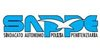 SAPPE
SINDACATO AUTONOMO POLIZIA PENITENZIARIA